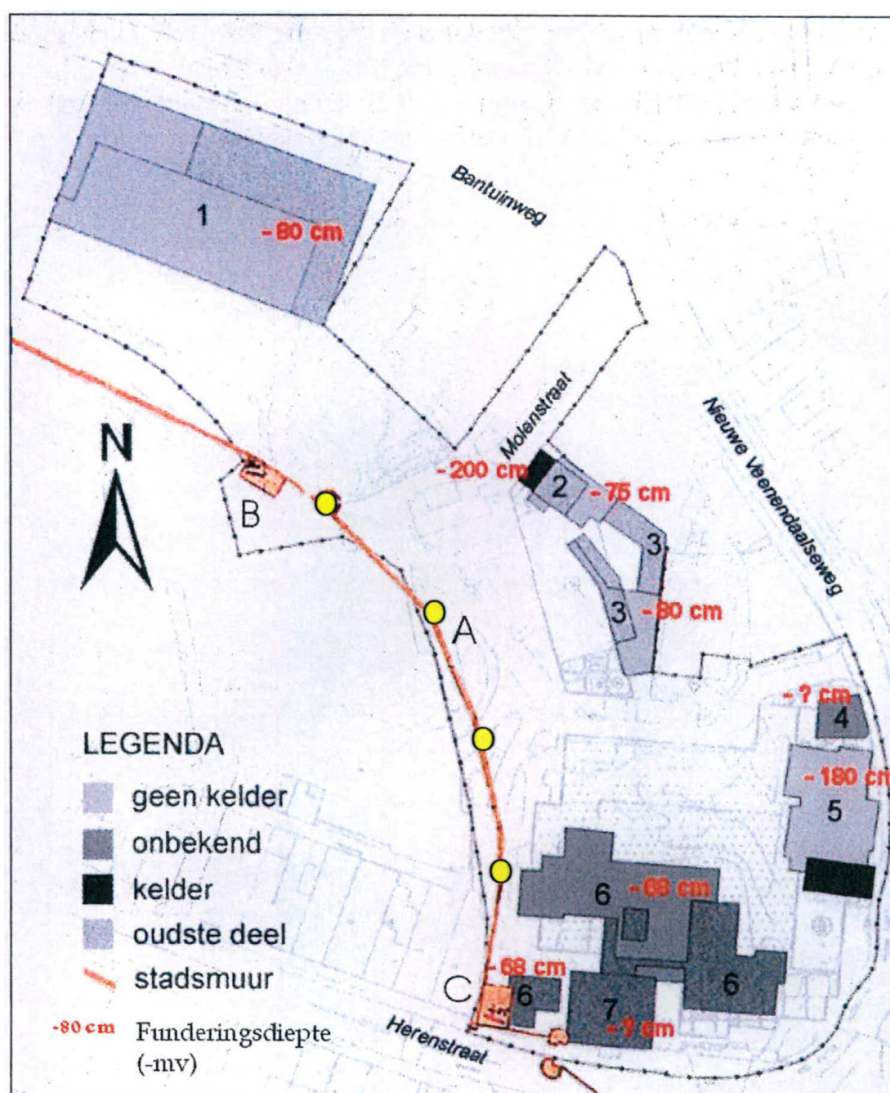 Bantuinweg
1
-80 cm
Molenstraat
Nieuwe Veenendaalseweg
N
-200 cm
2
-75 cm
B
3
3
-80 cm
A
-? cm
4
LEGENDA
geen kelder
onbekend
kelder
oudste deel
stadsmuur
-80 cm Funderingsdiepte
(-mv)
-180 cm
5
6
-68 cm
6
-68 cm
C
6
7
-? cm
Herenstraat